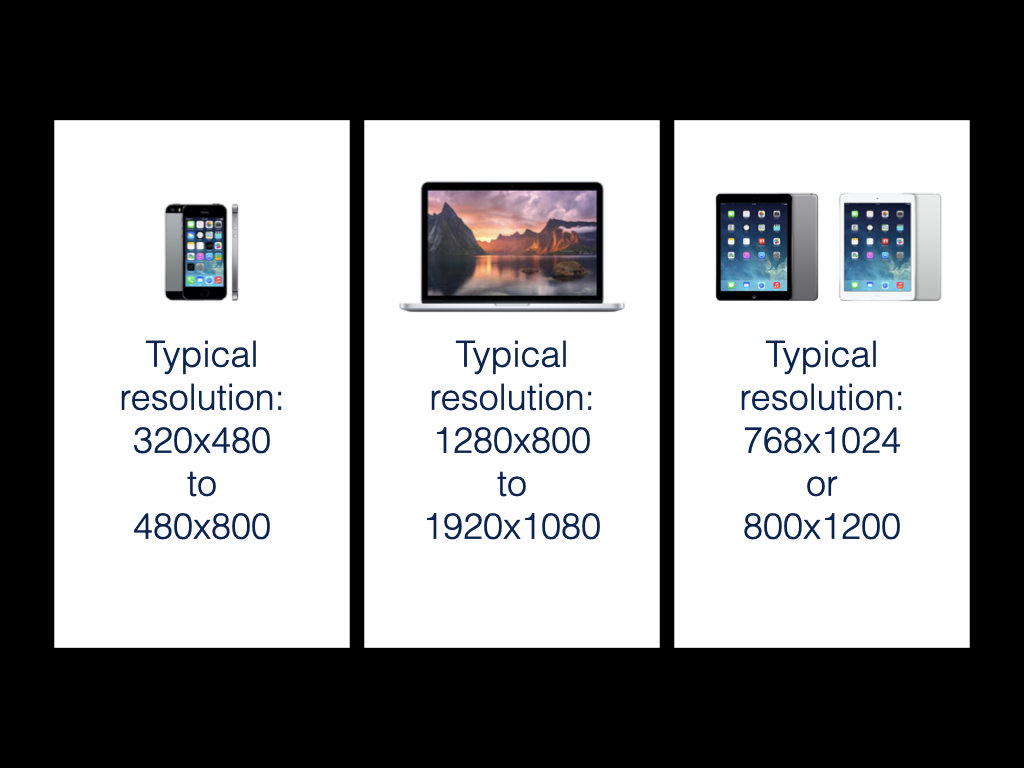 Typical
resolution:
320x480
to
480x800
Typical
resolution:
1280x800
to
1920x1080
Typical
resolution:
768x1024
or
800x1200